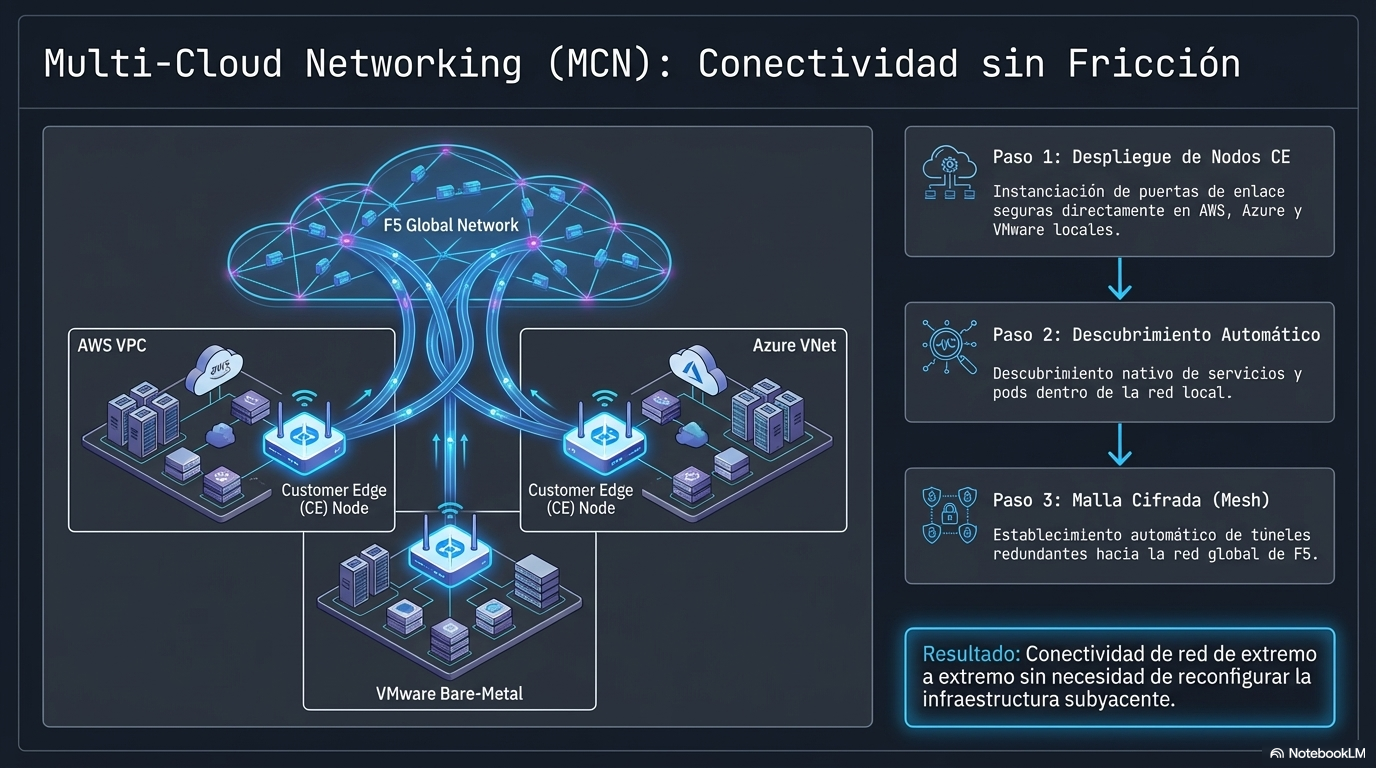 Multi-Cloud Networking (MCN): Conectividad sin Fricción
F5 Global Network
AWS VPC
aws
Customer Edge
(CE) Node
Azure VNet
Customer Edge
(CE) Node
VMware Bare-Metal
Paso 1: Despliegue de Nodos CE
Instanciación de puertas de enlace
seguras directamente en AWS, Azure y
VMware locales.
Paso 2: Descubrimiento Automático
Descubrimiento nativo de servicios y
pods dentro de la red local.
Paso 3: Malla Cifrada (Mesh)
Establecimiento automático de túneles
redundantes hacia la red global de F5.
Resultado: Conectividad de red de extremo
a extremo sin necesidad de reconfigurar la
infraestructura subyacente.
NotebookLM